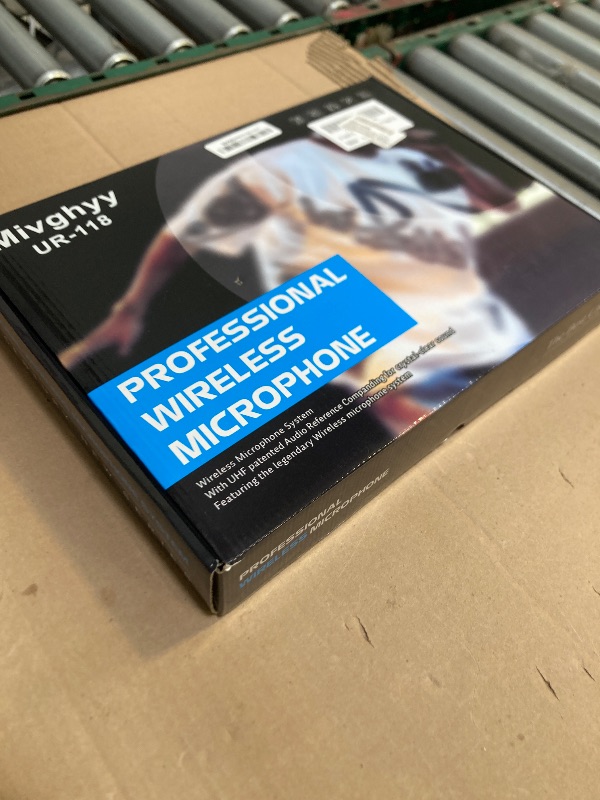 Mivghyy
UR-118
PROFESSIONAL
WIRELESS
MICROPHONE
Wireless Microphone System
With UHF patented Audio Reference Companding for crystal-clear sound
Featuring the legendary Wireless microphone system
PROFESSIONAL
WIRELESS MICROPHONE